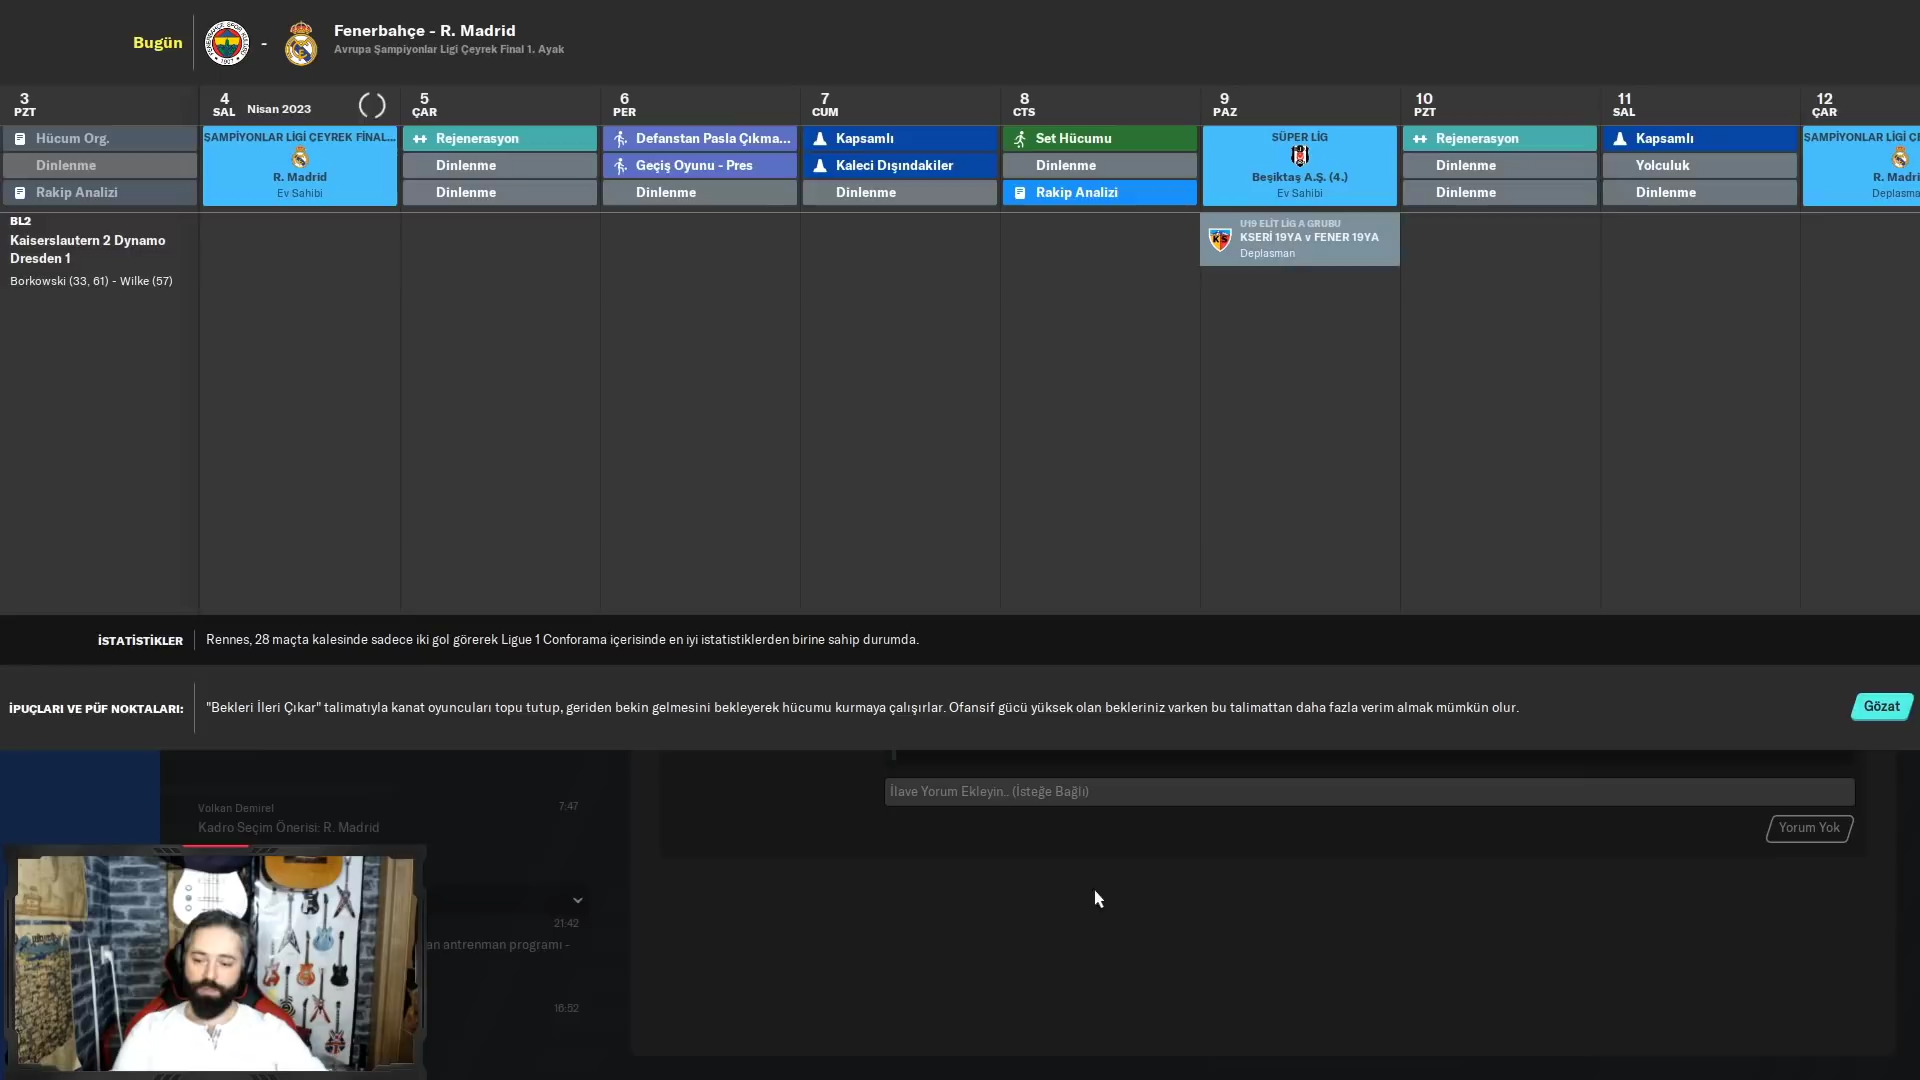 Bugün
-
Fenerbahçe - R. Madrid
Avrupa Şampiyonlar Ligi Çeyrek Final 1. Ayak
3
PZT
4
SAL
Nisan 2023
5
ÇAR
6
PER
7
CUM
8
CTS
9
PAZ
10
PZT
11
SAL
12
ÇAR
Hücum Org.
Dinlenme
Rakip Analizi
ŞAMPİYONLAR LİGİ ÇEYREK FİNAL...
R. Madrid
Ev Sahibi
Rejenerasyon
Dinlenme
Dinlenme
Defanstan Pasla Çıkma...
Geçiş Oyunu - Pres
Dinlenme
Kapsamlı
Kaleci Dışındakiler
Dinlenme
Set Hücumu
Dinlenme
Rakip Analizi
SÜPER LİG
Beşiktaş A.Ş. (4.)
Ev Sahibi
Rejenerasyon
Dinlenme
Dinlenme
Kapsamlı
Yolculuk
Dinlenme
ŞAMPİYONLAR LİGİ Ç
R. Madri
Deplasma
BL2
Kaiserslautern 2 Dynamo
Dresden 1
Borkowski (33, 61) - Wilke (57)
U19 ELİT LİG A GRUBU
KSERİ 19YA v FENER 19YA
Deplasman
İSTATİSTİKLER
Rennes, 28 maçta kalesinde sadece iki gol görerek Ligue 1 Conforama içerisinde en iyi istatistiklerden birine sahip durumda.
İPUÇLARI VE PÜF NOKTALARI:
"Bekleri İleri Çıkar" talimatıyla kanat oyuncuları topu tutup, geriden bekin gelmesini bekleyerek hücumu kurmaya çalışırlar. Ofansif gücü yüksek olan bekleriniz varken bu talimattan daha fazla verim almak mümkün olur.
Gözat
İlave Yorum Ekleyin.. (İsteğe Bağlı)
Yorum Yok
Volkan Demirel
7:47
Kadro Seçim Önerisi: R. Madrid
21:42
an antrenman programı -
16:52